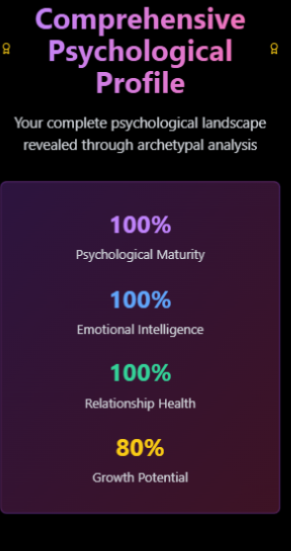 Comprehensive
Psychological
Profile
Your complete psychological landscape
revealed through archetypal analysis
100%
Psychological Maturity
100%
Emotional Intelligence
100%
Relationship Health
80%
Growth Potential